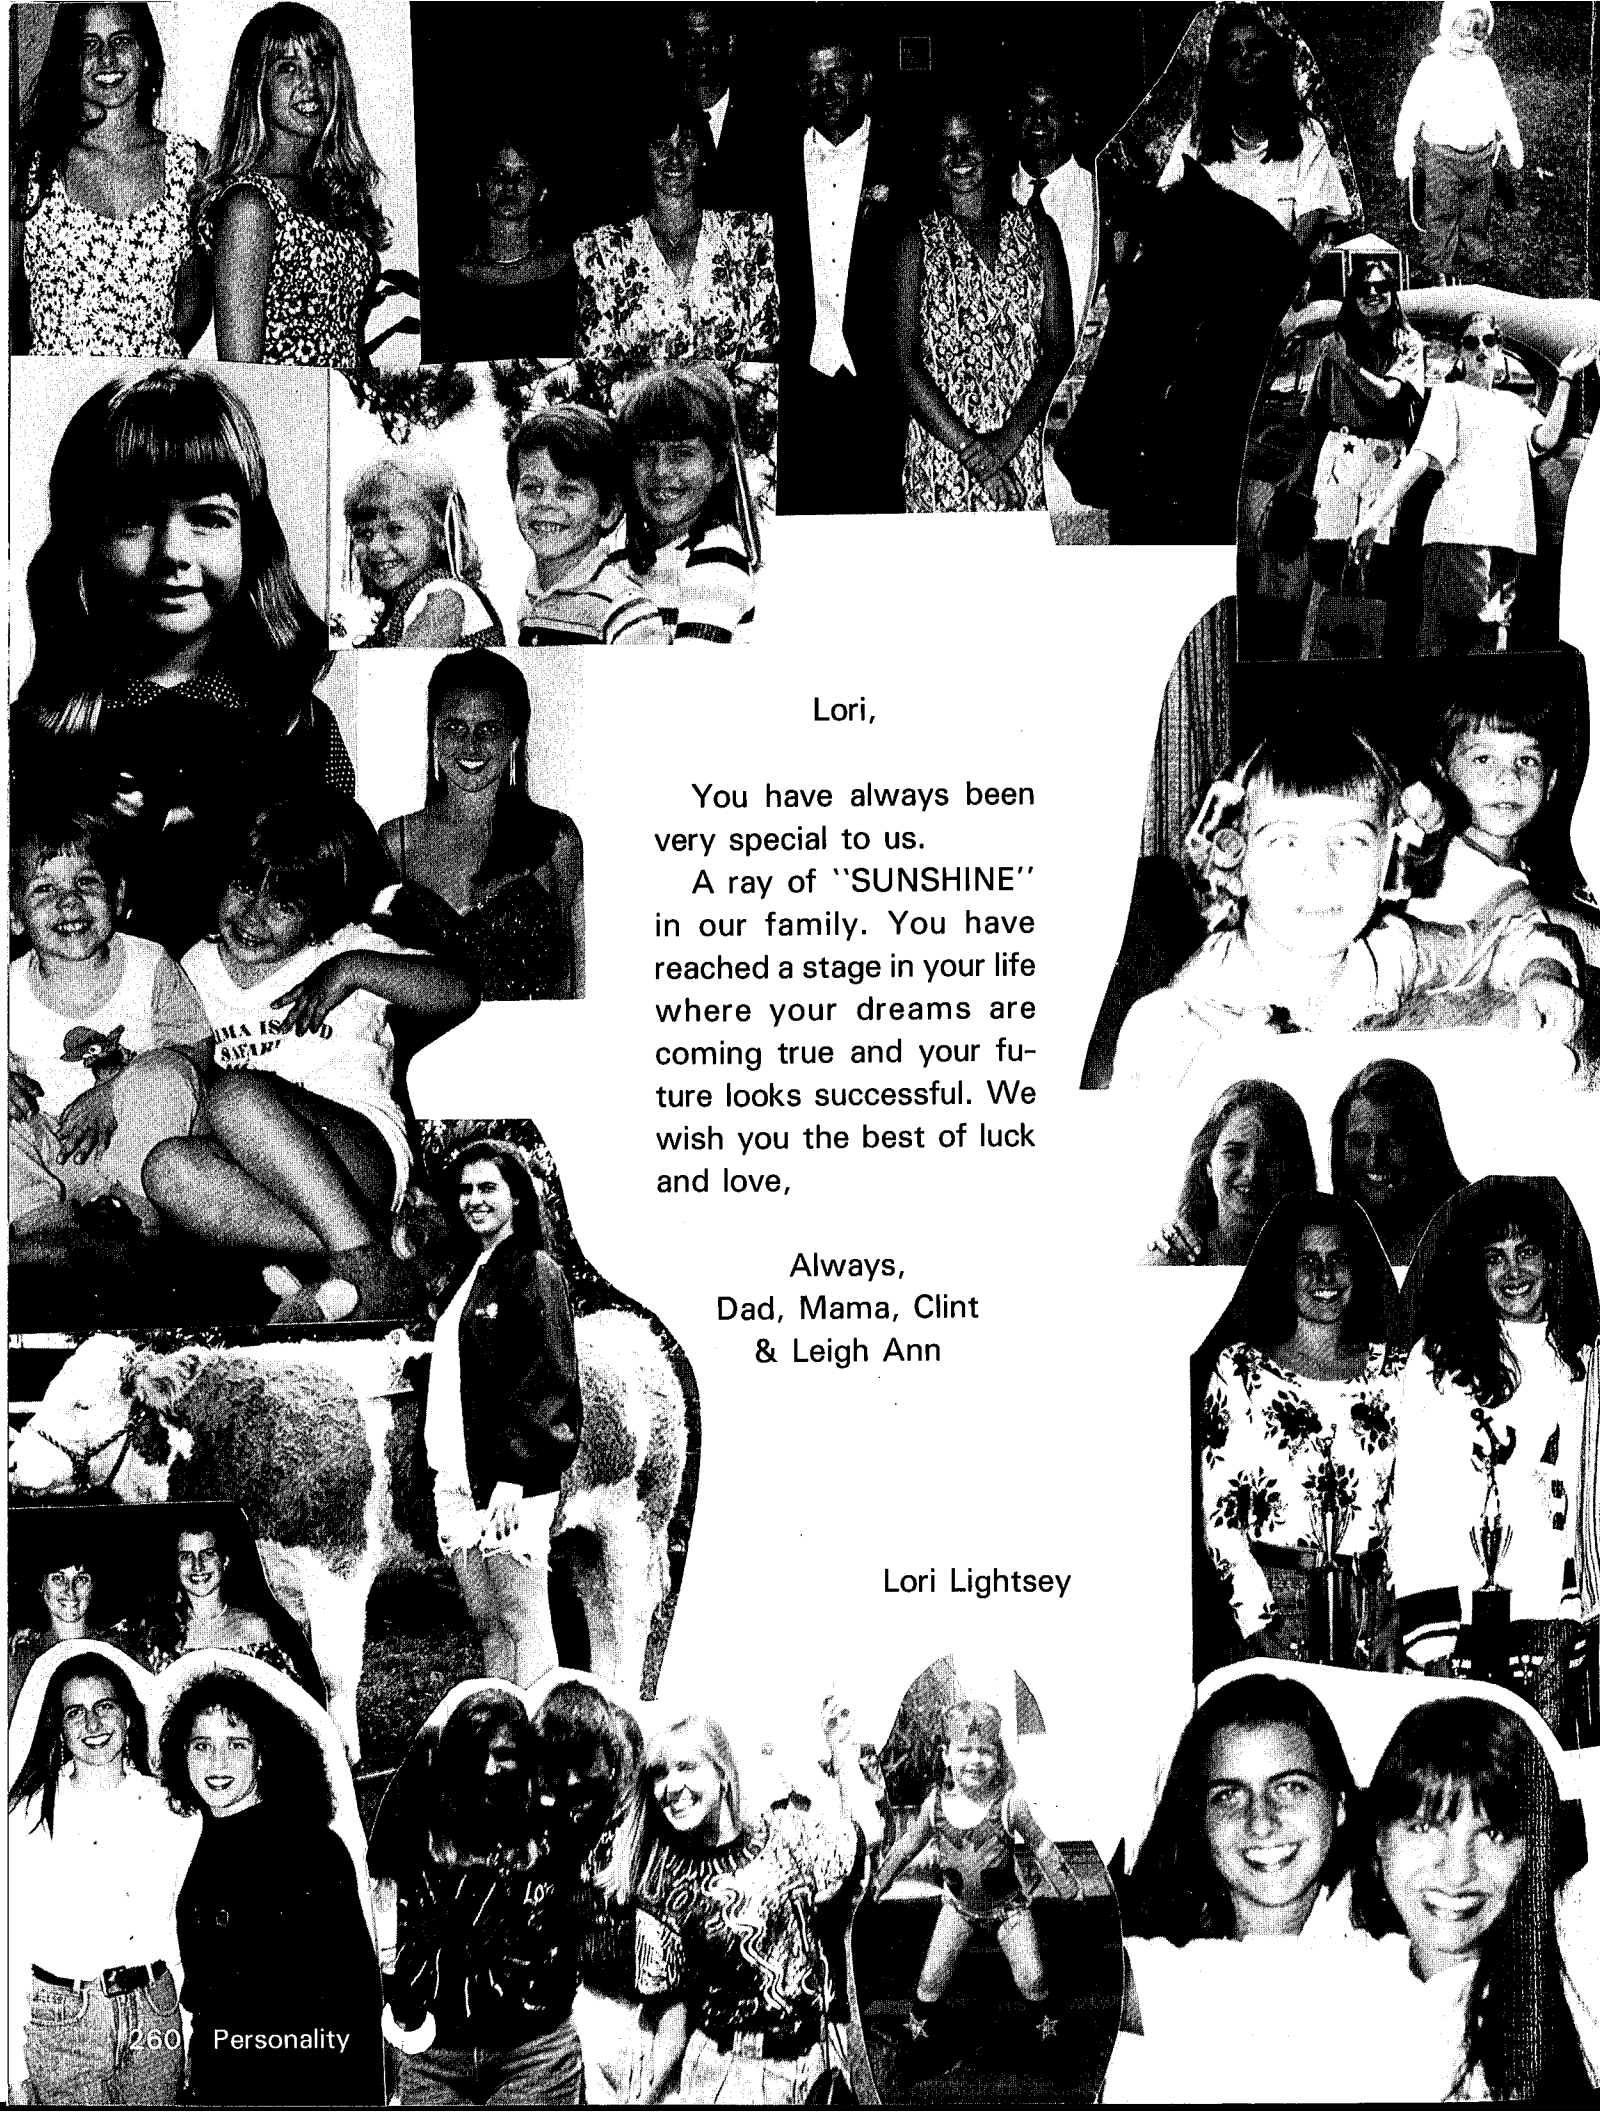 Lori,
You have always been
very special to us.
A ray of "SUNSHINE"
in our family. You have
reached a stage in your life
where your dreams are
coming true and your fu-
ture looks successful. We
wish you the best of luck
and love,
Always,
Dad, Mama, Clint
& Leigh Ann
Lori Lightsey
260 Personality